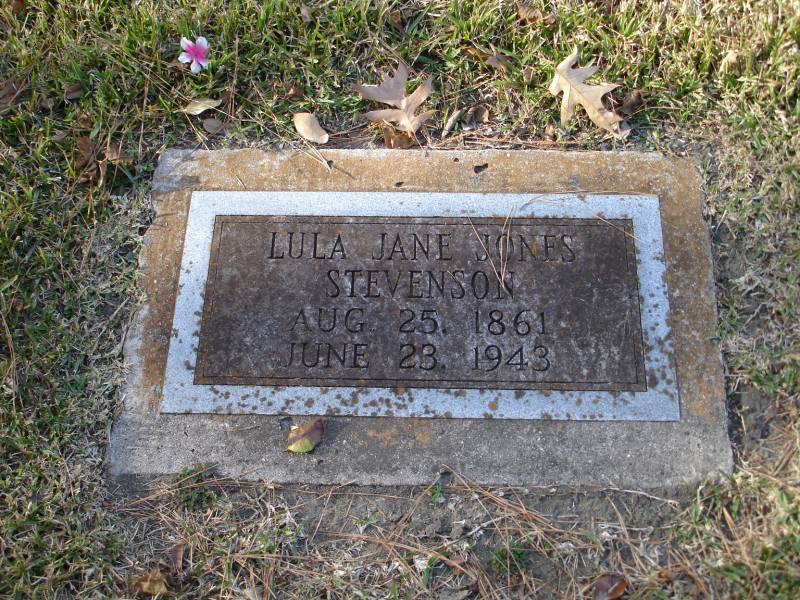 LULA JANE JONES
STEVENSON
AUG. 25, 1861
JUNE 23, 1943